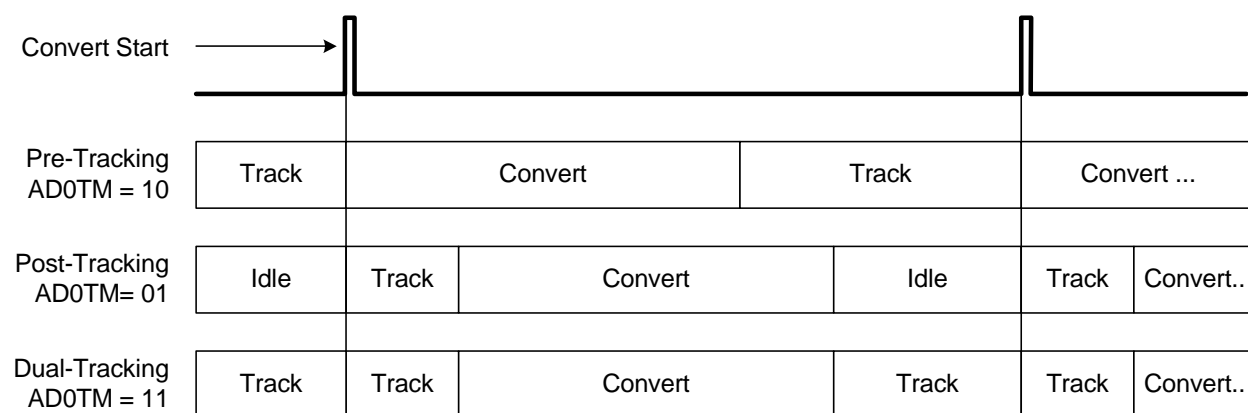 Convert Start
Pre-Tracking
AD0TM = 10
Track
Convert
Track
Convert ...
Post-Tracking
AD0TM= 01
Idle
Track
Convert
Idle
Track
Convert..
Dual-Tracking
AD0TM = 11
Track
Track
Convert
Track
Track
Convert..